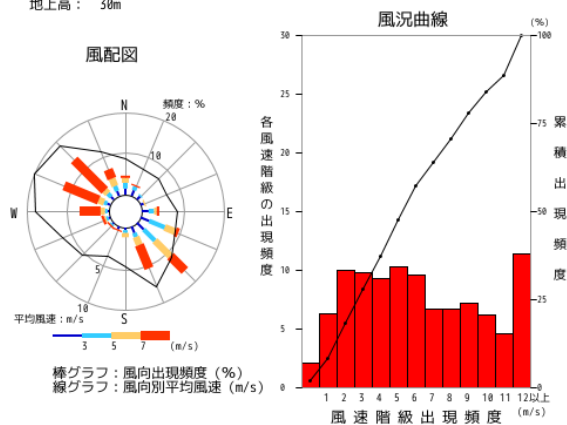 地上高： 30m
風配図
N
頻度：%
20
10
W
E
5
10
S
平均風速：m/s
3 5 7 (m/s)
棒グラフ：風向出現頻度（%）
線グラフ：風向別平均風速（m/s）
風況曲線
(%)
30
25
20
15
10
5
0
各風速階級の出現頻度
100
75
50
25
0
累積出現頻度
1 2 3 4 5 6 7 8 9 10 11 12以上
風速階級出現頻度
(m/s)